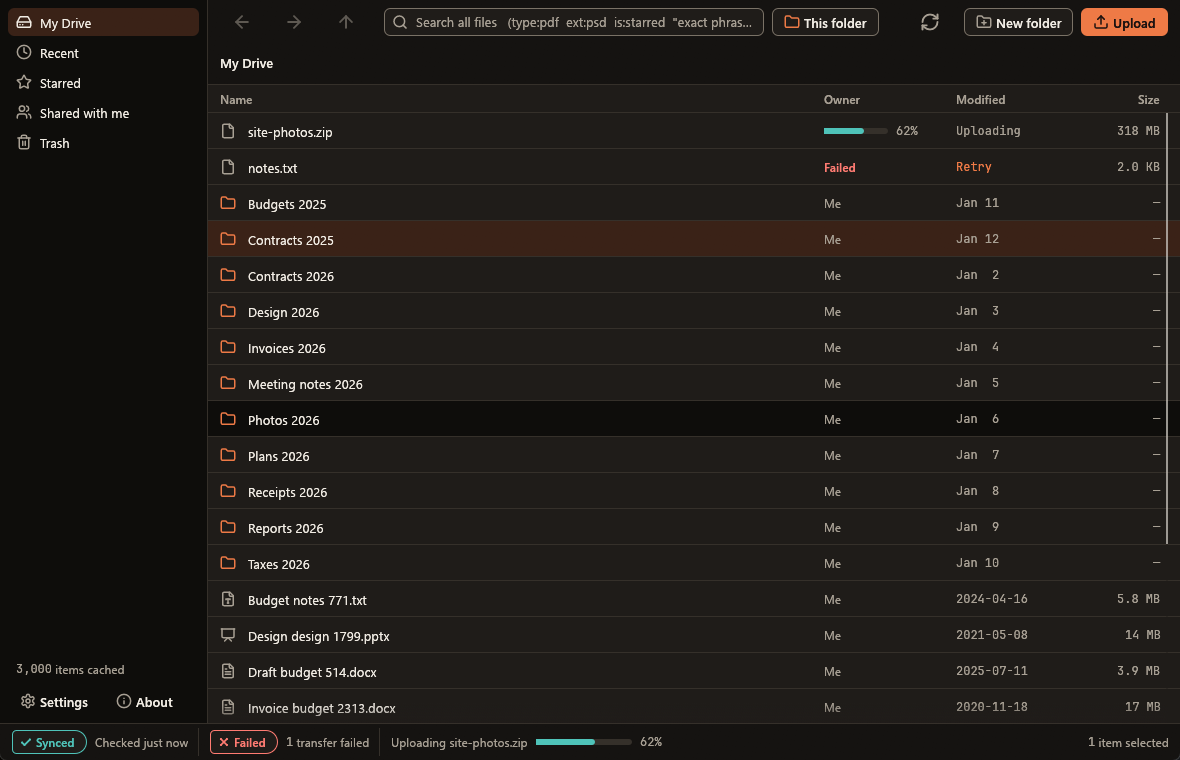 My Drive
Recent
Starred
Shared with me
Trash
3,000 items cached
Settings About
Search all files (type:pdf ext:psd is:starred "exact phras...
This folder
New folder
Upload
My Drive
Name Owner Modified Size
site-photos.zip 62% Uploading 318 MB
notes.txt Failed Retry 2.0 KB
Budgets 2025 Me Jan 11 —
Contracts 2025 Me Jan 12 —
Contracts 2026 Me Jan 2 —
Design 2026 Me Jan 3 —
Invoices 2026 Me Jan 4 —
Meeting notes 2026 Me Jan 5 —
Photos 2026 Me Jan 6 —
Plans 2026 Me Jan 7 —
Receipts 2026 Me Jan 8 —
Reports 2026 Me Jan 9 —
Taxes 2026 Me Jan 10 —
Budget notes 771.txt Me 2024-04-16 5.8 MB
Design design 1799.pptx Me 2021-05-08 14 MB
Draft budget 514.docx Me 2025-07-11 3.9 MB
Invoice budget 2313.docx Me 2020-11-18 17 MB
Synced Checked just now Failed 1 transfer failed Uploading site-photos.zip 62% 1 item selected